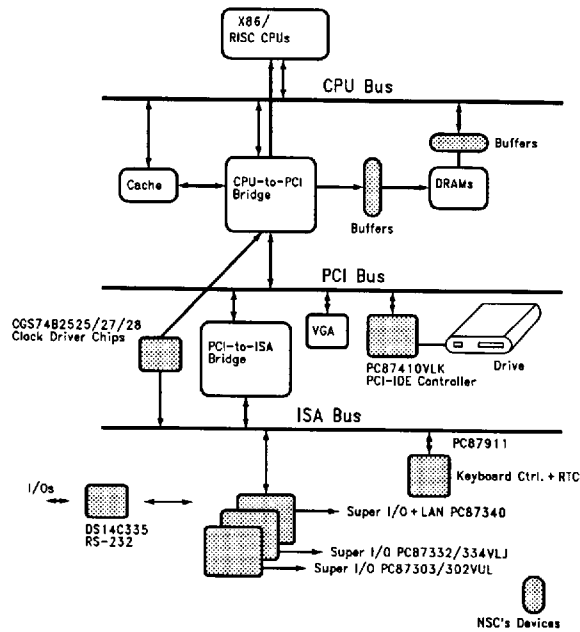 X86/
RISC CPUs
CPU Bus
Buffers
Cache
CPU-to-PCI
Bridge
DRAMs
Buffers
PCI Bus
CGS74B2525/27/28
Clock Driver Chips
PCI-to-ISA
Bridge
VGA
PC87410VLK
PCI-IDE Controller
Drive
ISA Bus
PC87911
Keyboard Ctrl. + RTC
I/Os
DS14C335
RS-232
Super I/O + LAN PC87340
Super I/O PC87332/334VLJ
Super I/O PC87303/302VUL
NSC's Devices